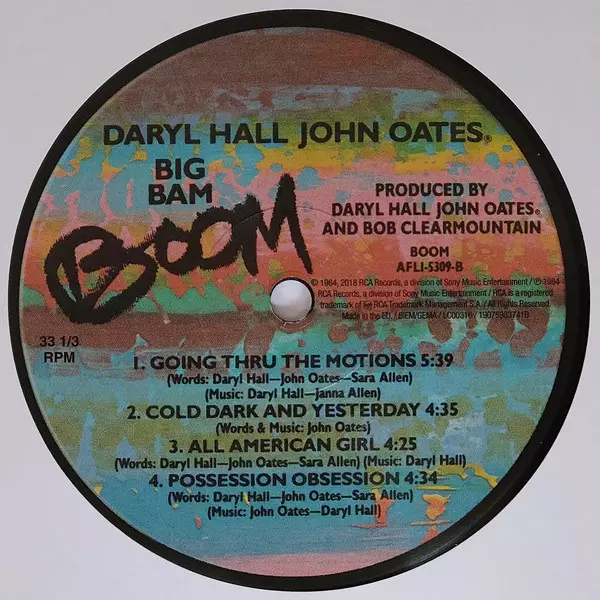 DARYL HALL JOHN OATES®
BIG
BAM
BOOM
PRODUCED BY
DARYL HALL JOHN OATES®
AND BOB CLEARMOUNTAIN
BOOM
AFLI-5309-B
℗ 1984, 2018 RCA Records, a division of Sony Music Entertainment / ℗ 1984
RCA Records, a division of Sony Music Entertainment / RCA is a registered
trademark of RCA Trademark Management S.A. / All Rights Reserved.
Made in the EU. / BIEM/GEMA / LC00316 / 19075863741B
33 1/3
RPM
1. GOING THRU THE MOTIONS 5:39
(Words: Daryl Hall—John Oates—Sara Allen)
(Music: Daryl Hall—Janna Allen)
2. COLD DARK AND YESTERDAY 4:35
(Words & Music: John Oates)
3. ALL AMERICAN GIRL 4:25
(Words: Daryl Hall—John Oates—Sara Allen) (Music: Daryl Hall)
4. POSSESSION OBSESSION 4:34
(Words: Daryl Hall—John Oates—Sara Allen)
(Music: John Oates—Daryl Hall)